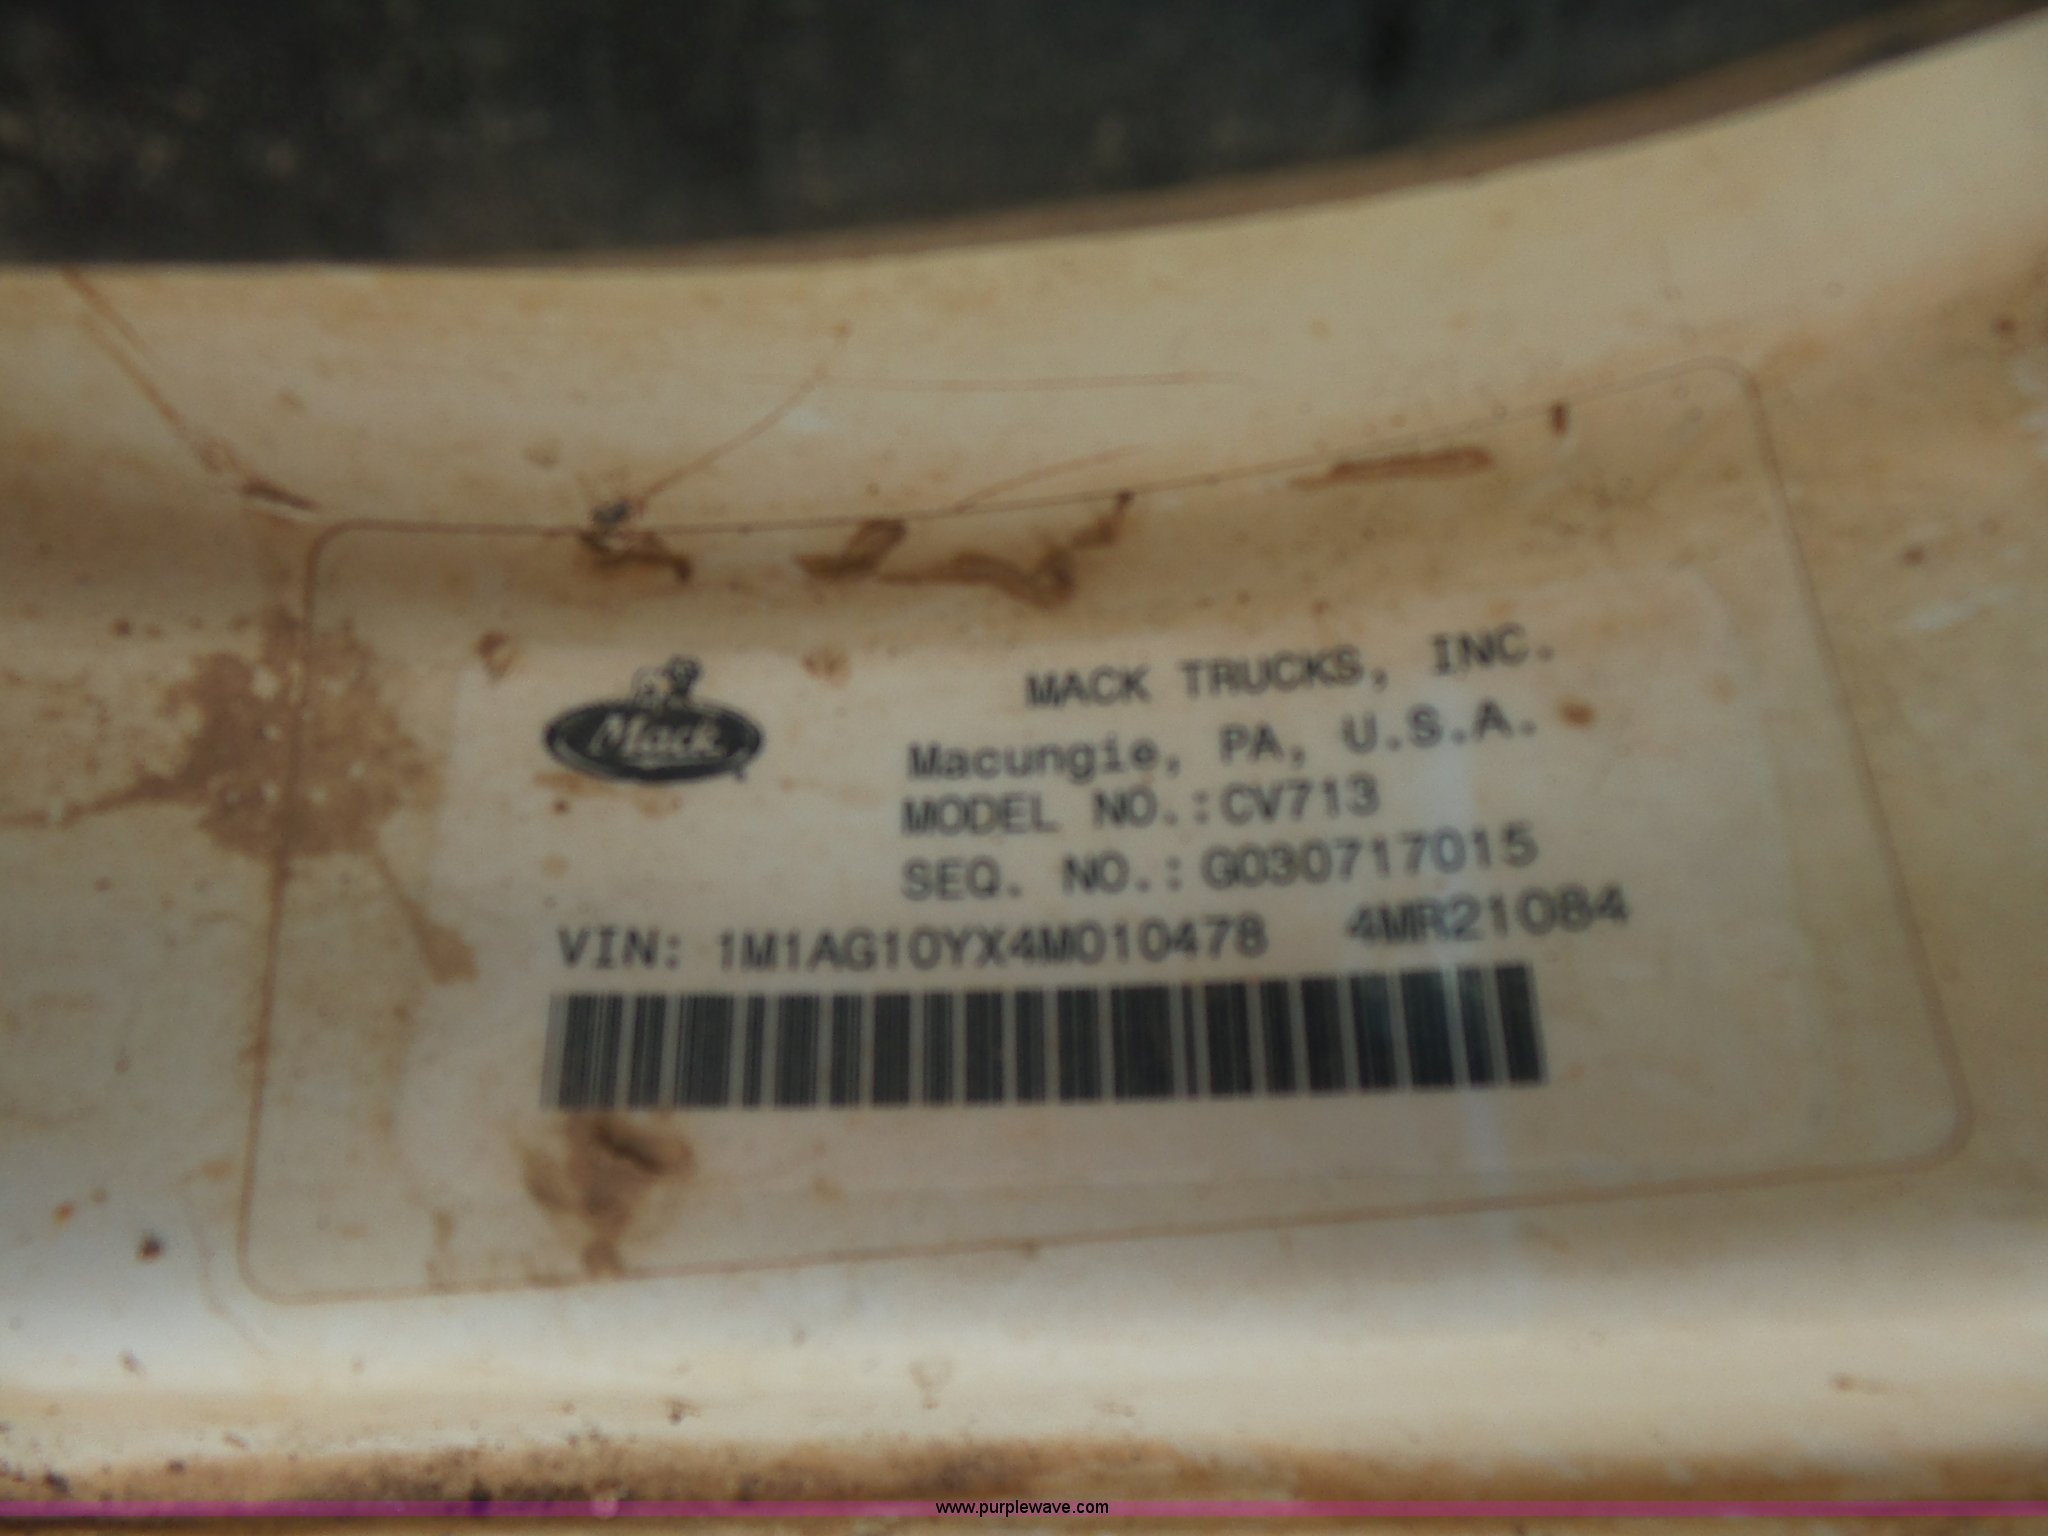 Mack
MACK TRUCKS, INC.
Macungie, PA, U.S.A.
MODEL NO.:CV713
SEQ. NO.:G030717015
VIN: 1M1AG10YX4M010478 4MR21084
www.purplewave.com